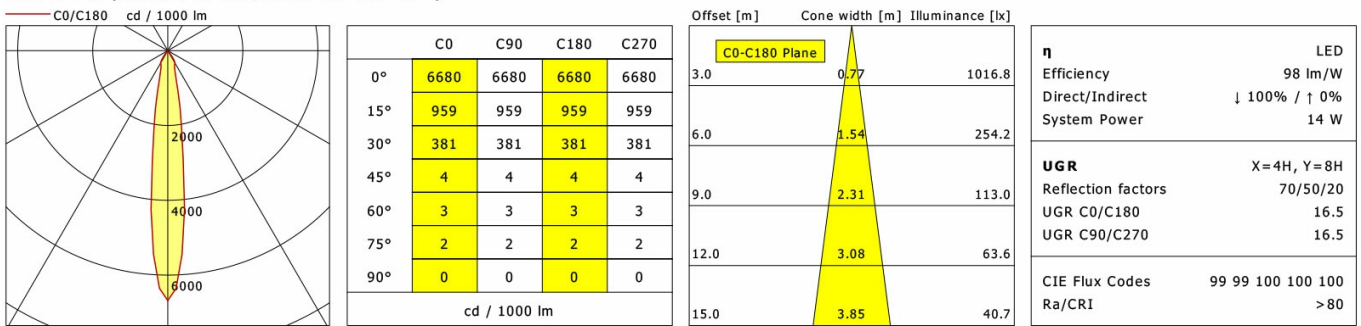 C0/C180 cd / 1000 lm
2000
4000
6000
C0 C90 C180 C270
0° 6680 6680 6680 6680
15° 959 959 959 959
30° 381 381 381 381
45° 4 4 4 4
60° 3 3 3 3
75° 2 2 2 2
90° 0 0 0 0
cd / 1000 lm
Offset [m] Cone width [m] Illuminance [lx]
C0-C180 Plane
3.0 0.77 1016.8
6.0 1.54 254.2
9.0 2.31 113.0
12.0 3.08 63.6
15.0 3.85 40.7
η LED
Efficiency 98 lm/W
Direct/Indirect ↓ 100% / ↑ 0%
System Power 14 W
UGR X=4H, Y=8H
Reflection factors 70/50/20
UGR C0/C180 16.5
UGR C90/C270 16.5
CIE Flux Codes 99 99 100 100 100
Ra/CRI >80